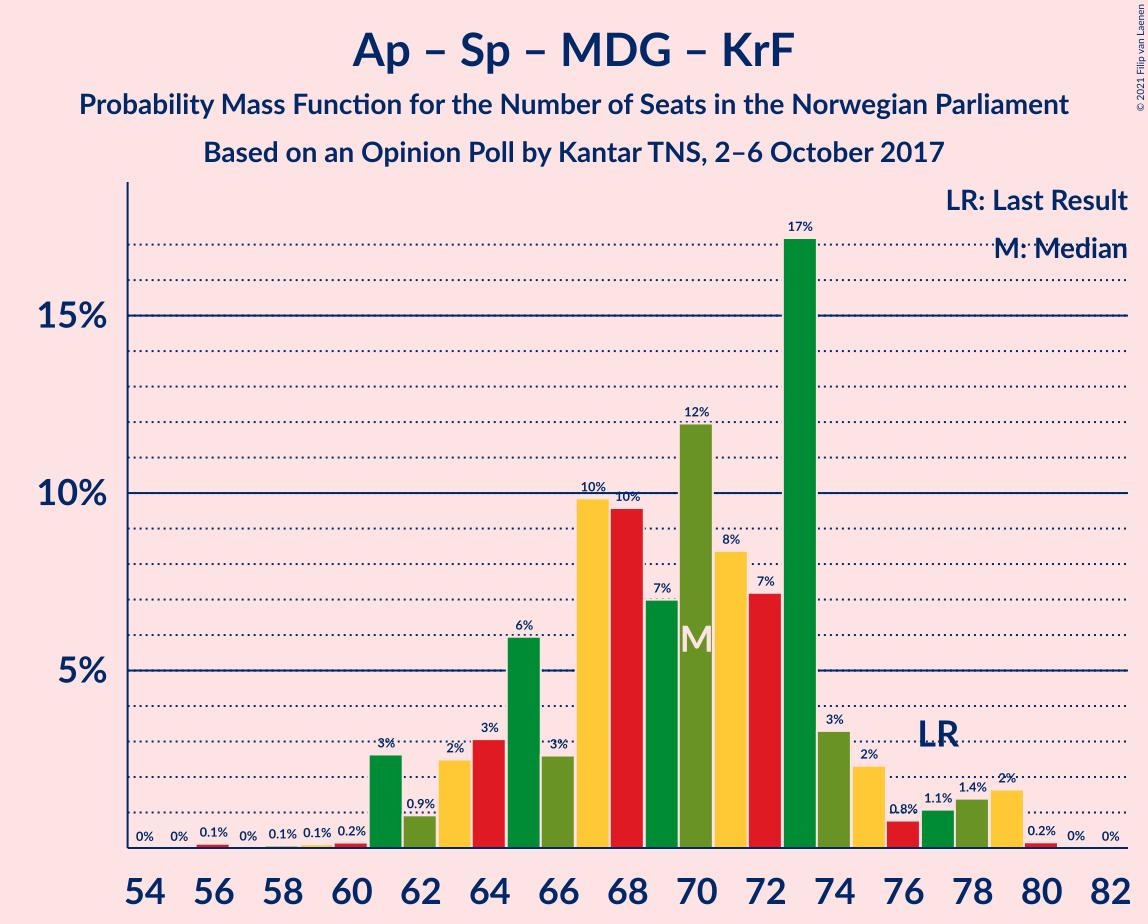 Ap – Sp – MDG – KrF
Probability Mass Function for the Number of Seats in the Norwegian Parliament
Based on an Opinion Poll by Kantar TNS, 2–6 October 2017
© 2021 Filip van Laenen
LR: Last Result
M: Median
15%
10%
5%
0% 0% 0.1% 0% 0.1% 0.1% 0.2% 3% 0.9% 2% 3% 6% 3% 10% 10% 7% 12% 8% 7% 17% 3% 2% 0.8% 1.1% 1.4% 2% 0.2% 0% 0%
M
LR
54 56 58 60 62 64 66 68 70 72 74 76 78 80 82